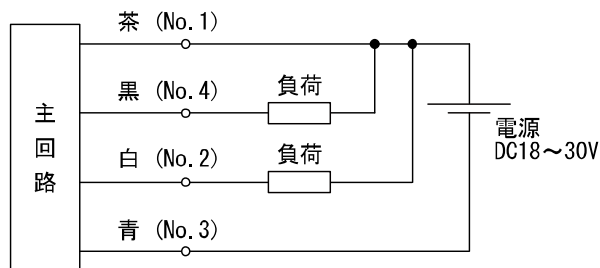 茶 (No.1)
黒 (No.4)
負荷
白 (No.2)
負荷
青 (No.3)
主回路
電源
DC18～30V